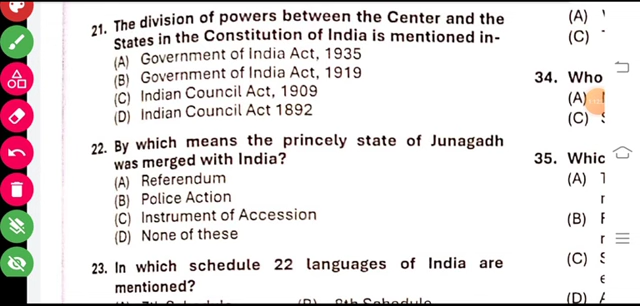 21. The division of powers between the Center and the
States in the Constitution of India is mentioned in-
(A) Government of India Act, 1935
(B) Government of India Act, 1919
(C) Indian Council Act, 1909
(D) Indian Council Act 1892
22. By which means the princely state of Junagadh
was merged with India?
(A) Referendum
(B) Police Action
(C) Instrument of Accession
(D) None of these
23. In which schedule 22 languages of India are
mentioned?
(A)
(C)
34. Who
(A)
(C)
35. Whic
(A)
(B)
(C)
(D)